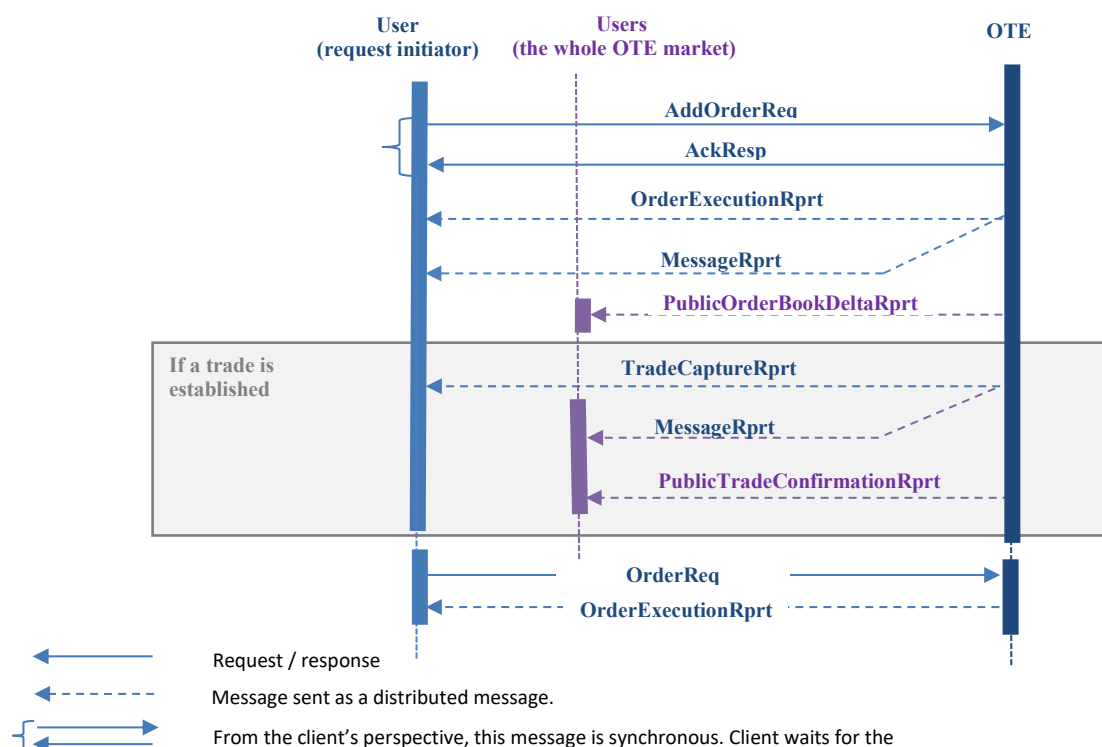 User
(request initiator)
Users
(the whole OTE market)
OTE
AddOrderReq
AckResp
OrderExecutionRprt
MessageRprt
PublicOrderBookDeltaRprt
If a trade is
established
TradeCaptureRprt
MessageRprt
PublicTradeConfirmationRprt
OrderReq
OrderExecutionRprt
Request / response
Message sent as a distributed message.
From the client's perspective, this message is synchronous. Client waits for the